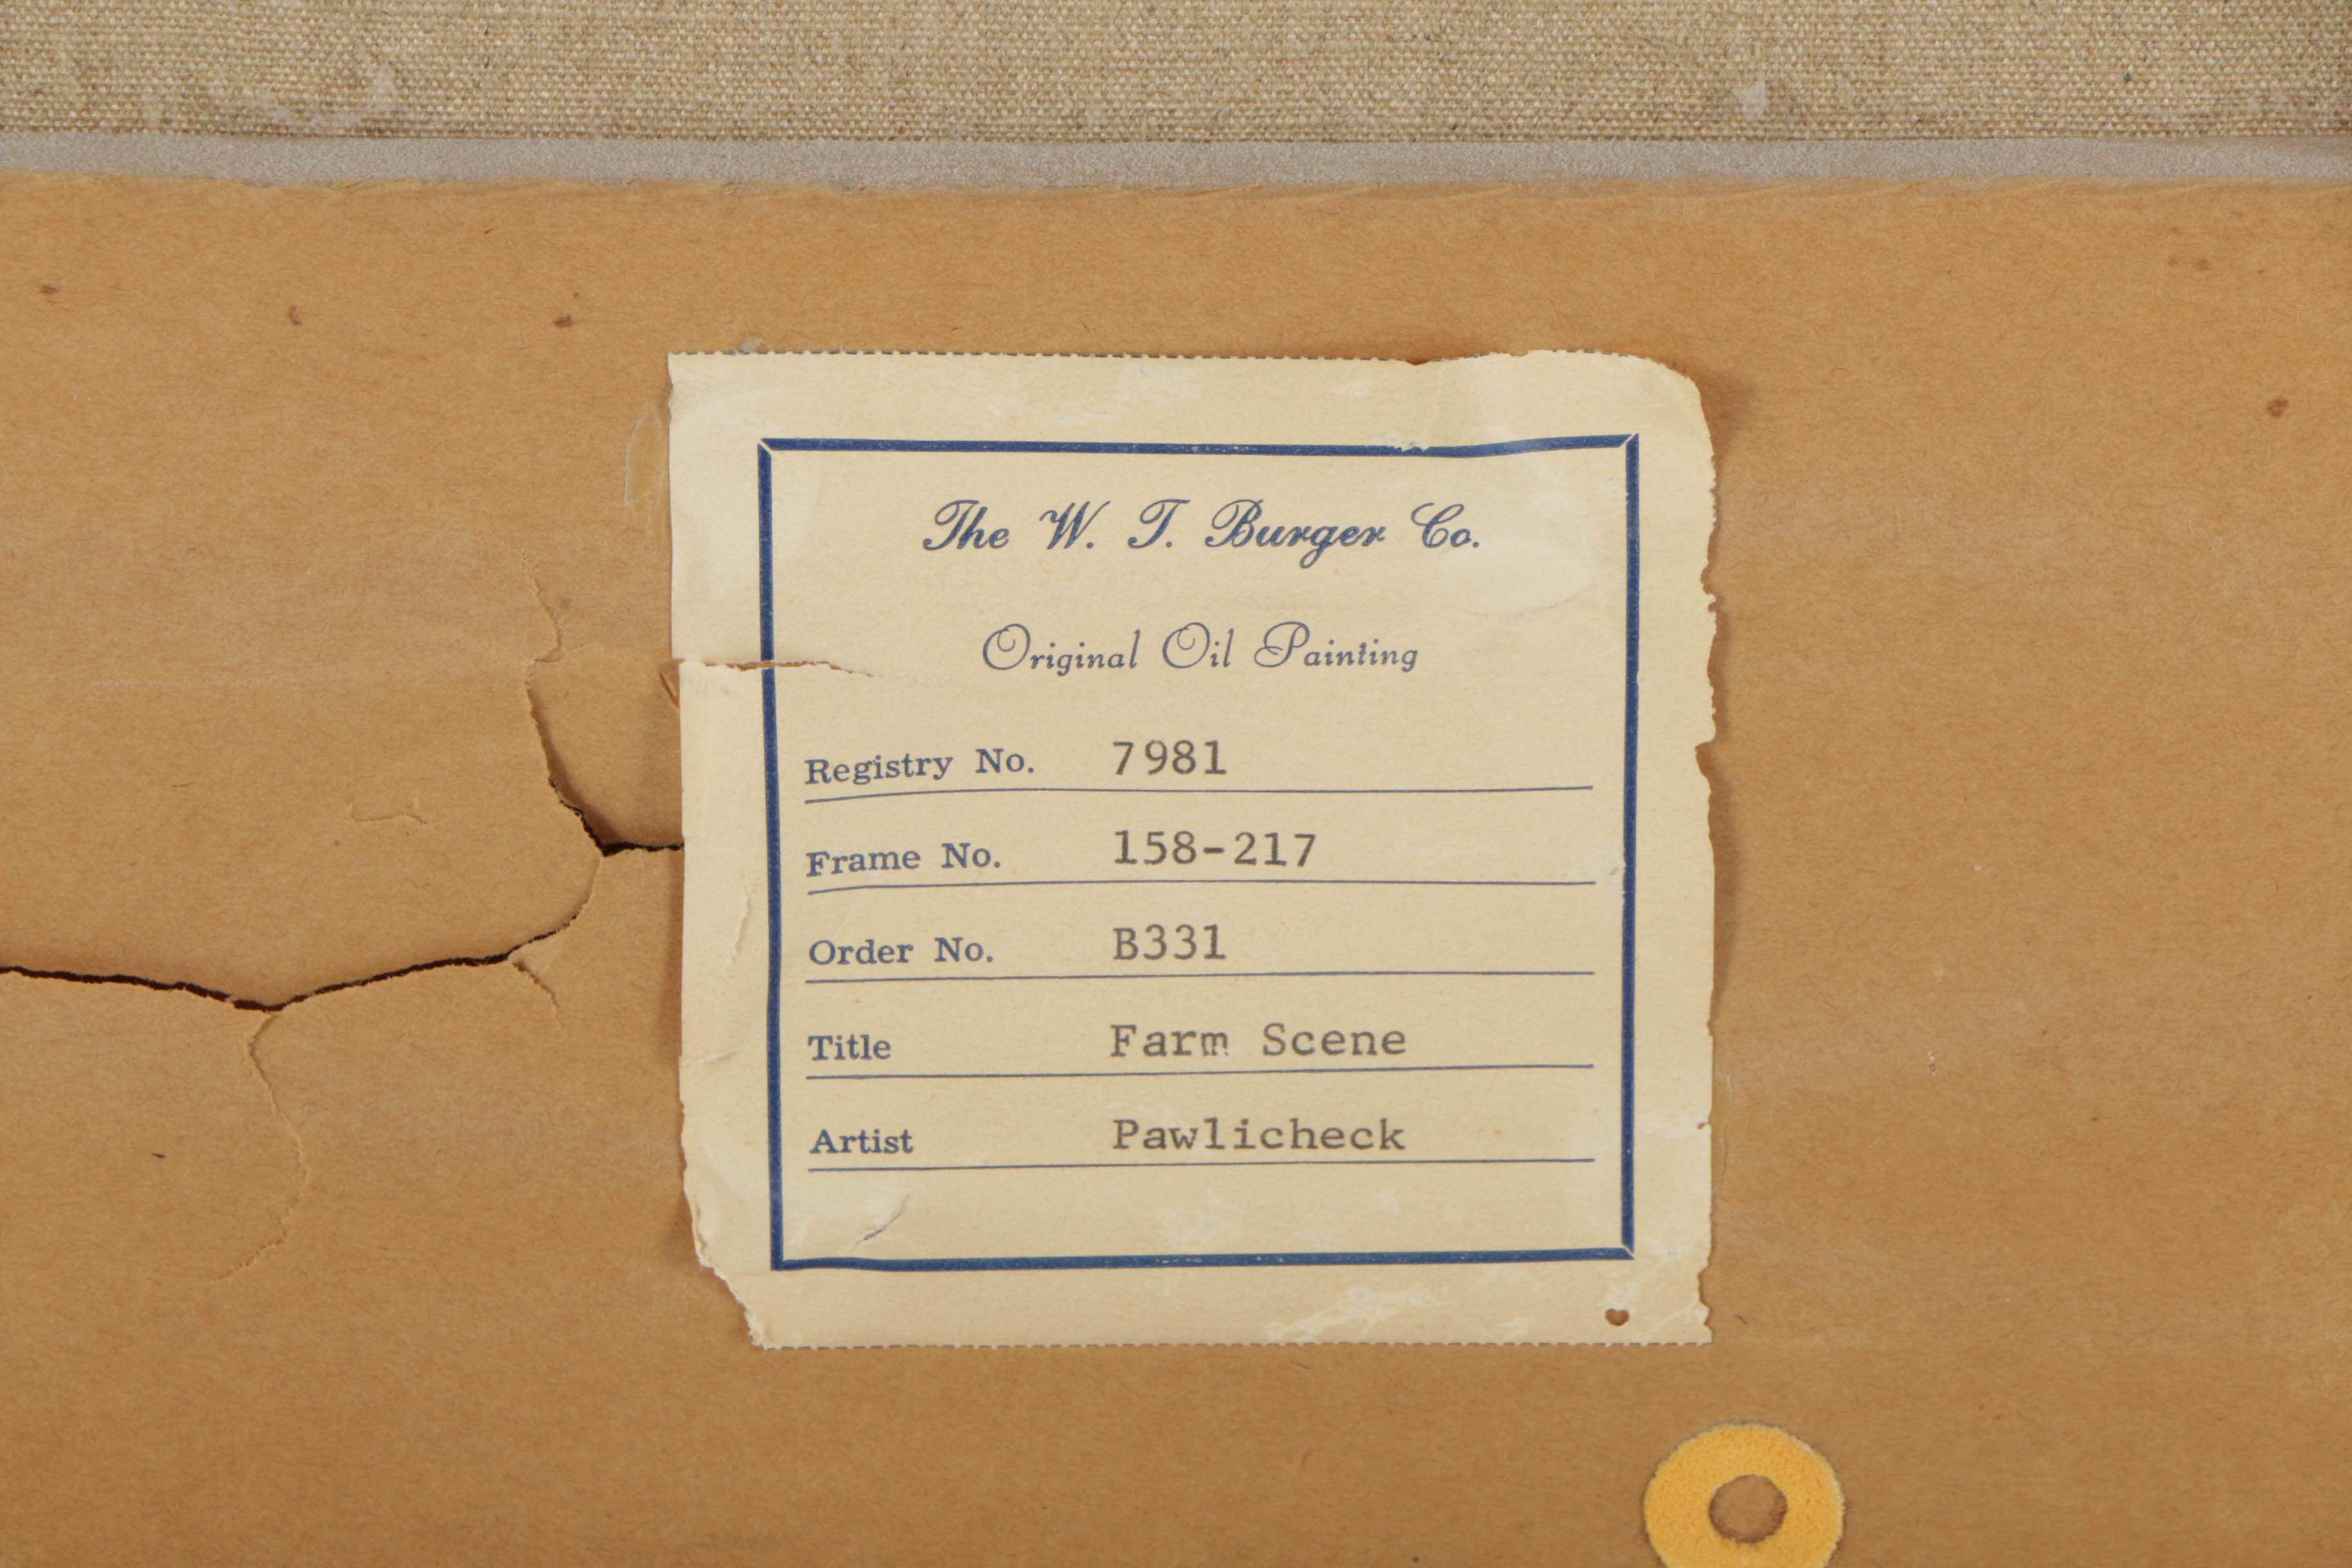 The W. T. Burger Co.
Original Oil Painting
Registry No. 7981
Frame No. 158-217
Order No. B331
Title Farm Scene
Artist Pawlicheck